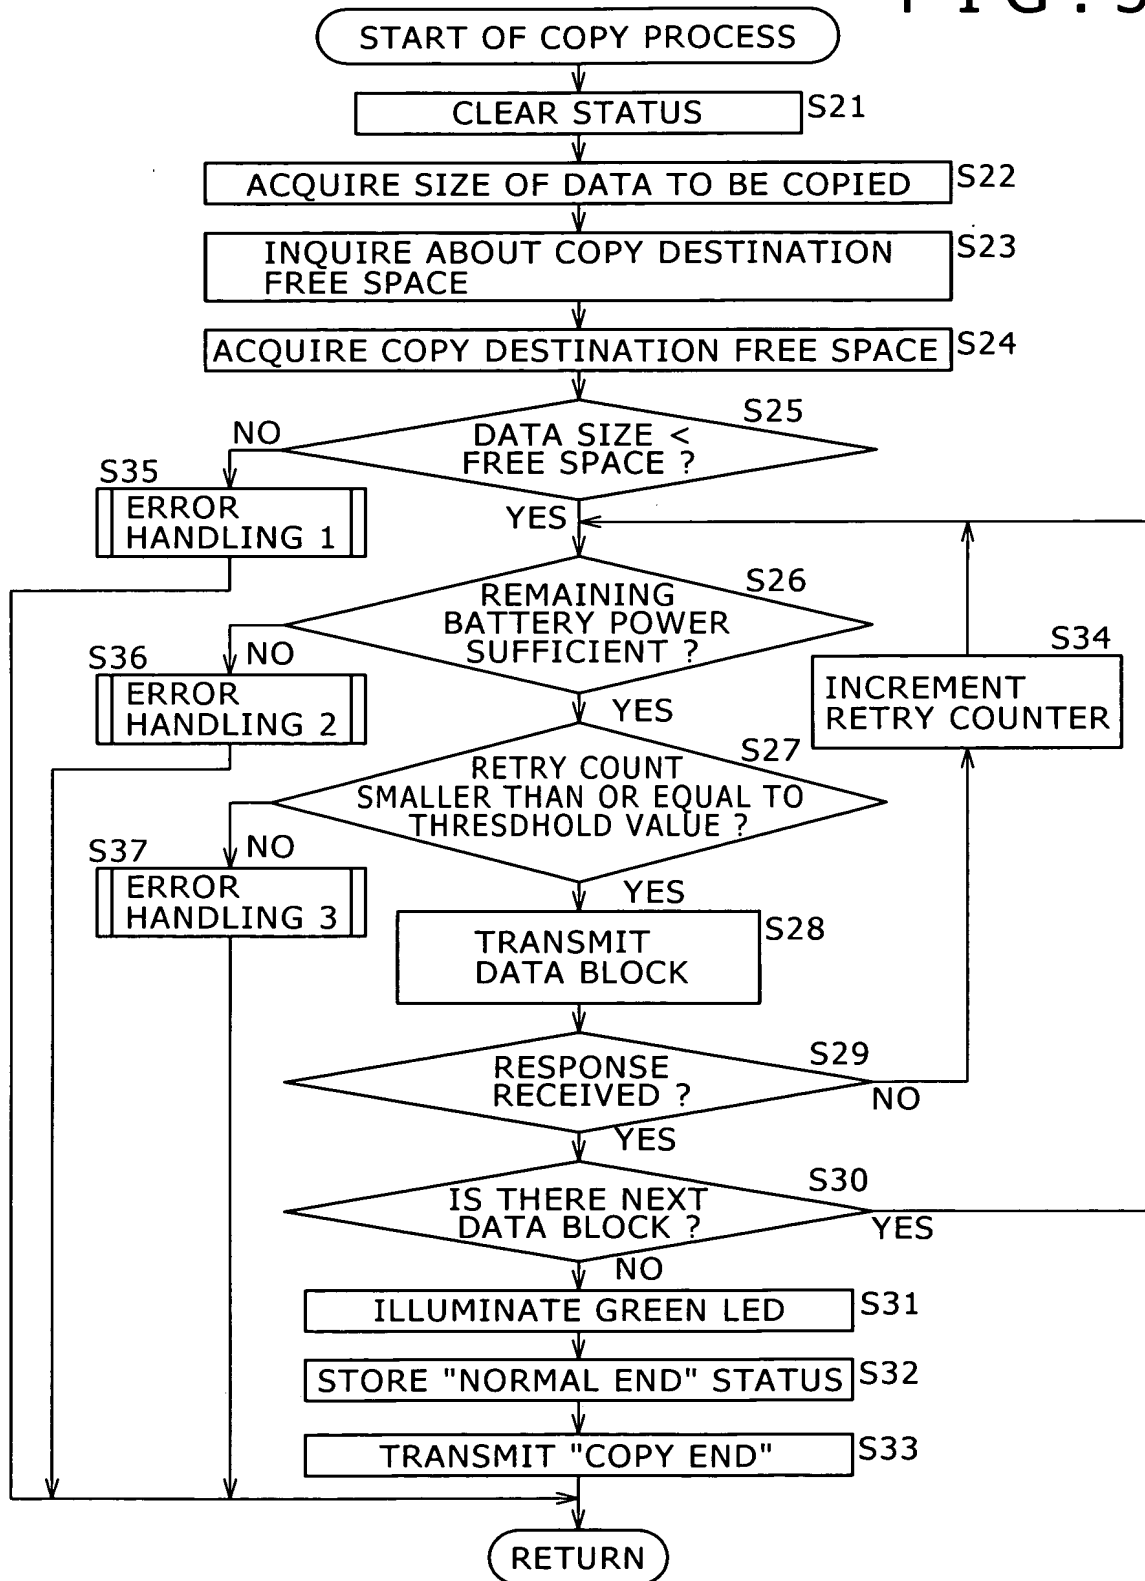 FIG.5
START OF COPY PROCESS
CLEAR STATUS
S21
ACQUIRE SIZE OF DATA TO BE COPIED
S22
INQUIRE ABOUT COPY DESTINATION
FREE SPACE
S23
ACQUIRE COPY DESTINATION FREE SPACE
S24
S25
DATA SIZE <
FREE SPACE ?
NO
S35
ERROR
HANDLING 1
YES
S26
REMAINING
BATTERY POWER
SUFFICIENT ?
NO
S36
ERROR
HANDLING 2
YES
S34
INCREMENT
RETRY COUNTER
S27
RETRY COUNT
SMALLER THAN OR EQUAL TO
THRESDHOLD VALUE ?
NO
S37
ERROR
HANDLING 3
YES
S28
TRANSMIT
DATA BLOCK
S29
RESPONSE
RECEIVED ?
NO
YES
S30
IS THERE NEXT
DATA BLOCK ?
YES
NO
ILLUMINATE GREEN LED
S31
STORE "NORMAL END" STATUS
S32
TRANSMIT "COPY END"
S33
RETURN